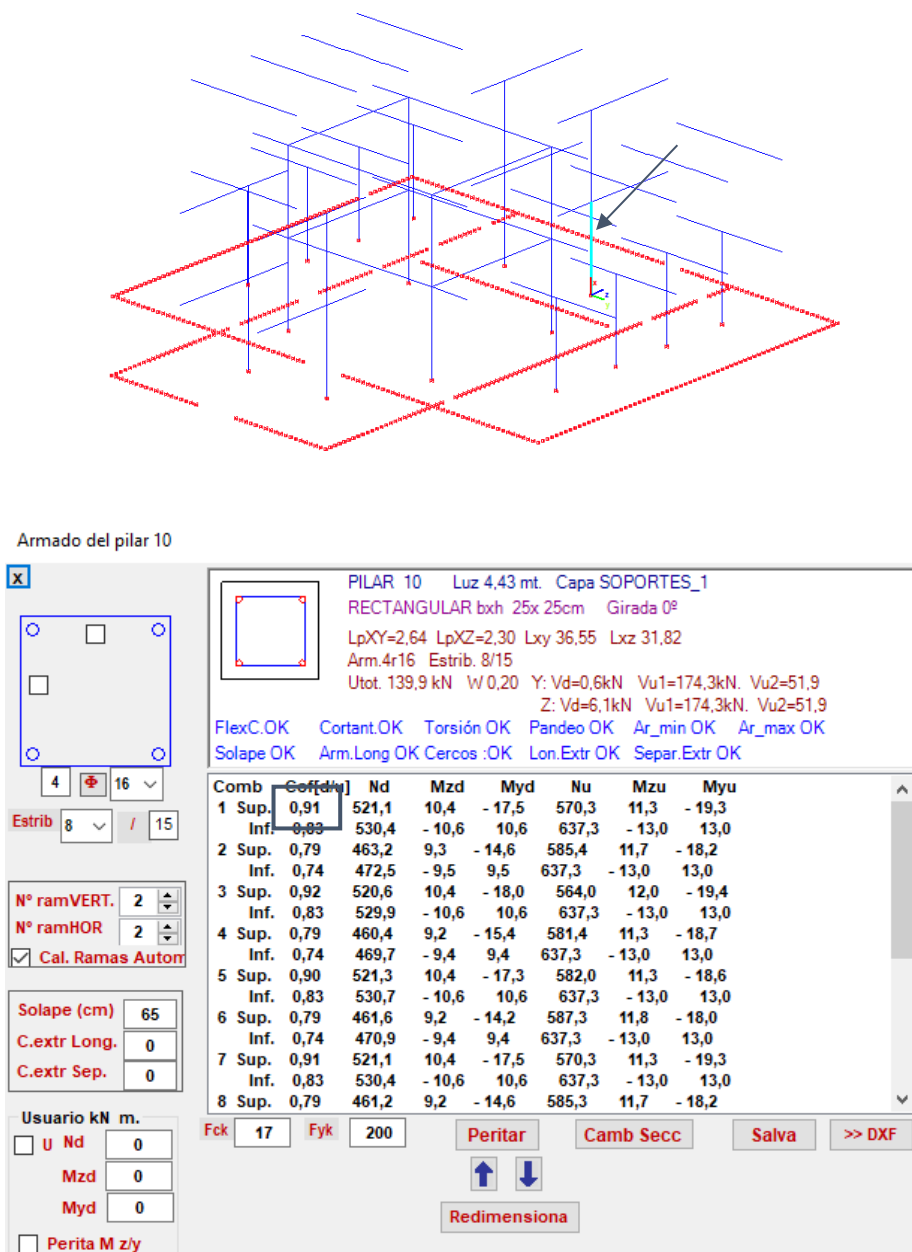 x
z
Y
Armado del pilar 10
X
PILAR 10 Luz 4,43 mt. Capa SOPORTES_1
RECTANGULAR bxh 25x 25cm Girada 0º
LpXY=2,64 LpXZ=2,30 Lxy 36,55 Lxz 31,82
Arm.4r16 Estrib. 8/15
Utot. 139,9 kN W 0,20 Y: Vd=0,6kN Vu1=174,3kN. Vu2=51,9
Z: Vd=6,1kN Vu1=174,3kN. Vu2=51,9
FlexC.OK Cortant.OK Torsión OK Pandeo OK Ar_min OK Ar_max OK
Solape OK Arm.Long OK Cercos :OK Lon.Extr OK Separ.Extr OK
4 Φ 16
Estrib 8 / 15
Nº ramVERT. 2
Nº ramHOR 2
Cal. Ramas Autom
Solape (cm) 65
C.extr Long. 0
C.extr Sep. 0
Usuario kN m.
U Nd 0
Mzd 0
Myd 0
Perita M z/y
Comb Cof[d/u] Nd Mzd Myd Nu Mzu Myu
1 Sup. 0,91 521,1 10,4 - 17,5 570,3 11,3 - 19,3
Inf. 0,83 530,4 - 10,6 10,6 637,3 - 13,0 13,0
2 Sup. 0,79 463,2 9,3 - 14,6 585,4 11,7 - 18,2
Inf. 0,74 472,5 - 9,5 9,5 637,3 - 13,0 13,0
3 Sup. 0,92 520,6 10,4 - 18,0 564,0 12,0 - 19,4
Inf. 0,83 529,9 - 10,6 10,6 637,3 - 13,0 13,0
4 Sup. 0,79 460,4 9,2 - 15,4 581,4 11,3 - 18,7
Inf. 0,74 469,7 - 9,4 9,4 637,3 - 13,0 13,0
5 Sup. 0,90 521,3 10,4 - 17,3 582,0 11,3 - 18,6
Inf. 0,83 530,7 - 10,6 10,6 637,3 - 13,0 13,0
6 Sup. 0,79 461,6 9,2 - 14,2 587,3 11,8 - 18,0
Inf. 0,74 470,9 - 9,4 9,4 637,3 - 13,0 13,0
7 Sup. 0,91 521,1 10,4 - 17,5 570,3 11,3 - 19,3
Inf. 0,83 530,4 - 10,6 10,6 637,3 - 13,0 13,0
8 Sup. 0,79 461,2 9,2 - 14,6 585,3 11,7 - 18,2
Fck 17 Fyk 200 Peritar Camb Secc Salva >> DXF
Redimensiona